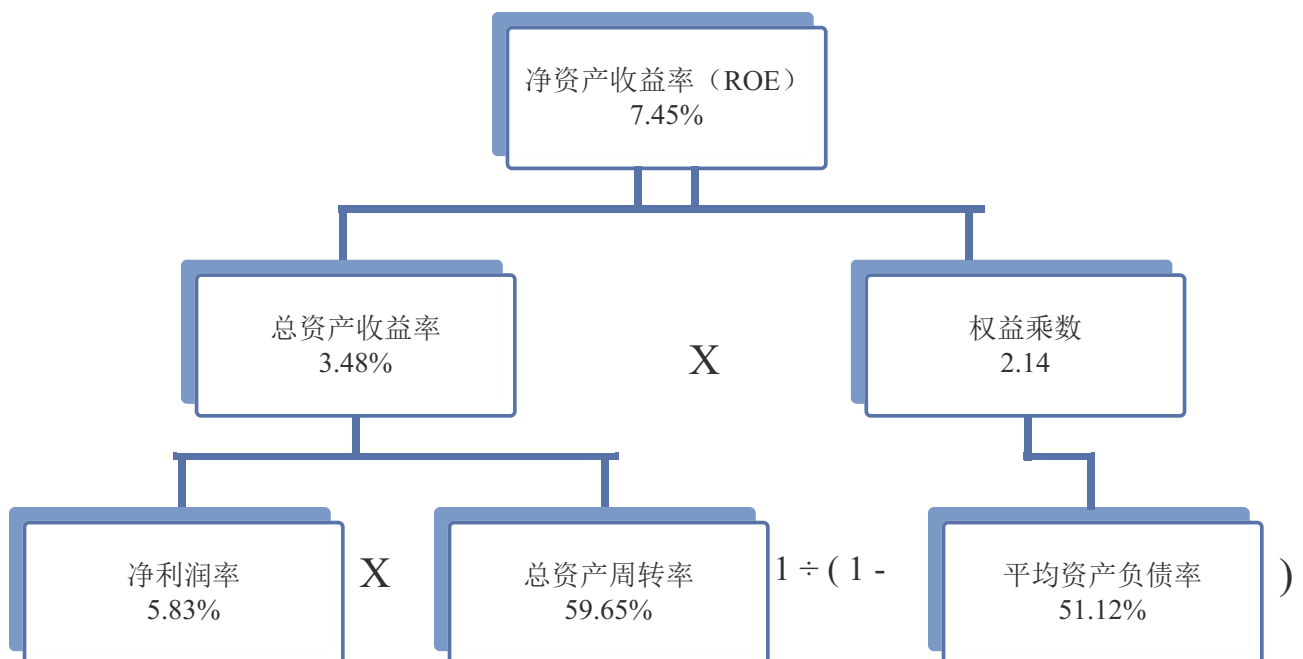 净资产收益率（ROE）
7.45%
总资产收益率
3.48%
X
权益乘数
2.14
净利润率
5.83%
X
总资产周转率
59.65%
1 ÷ ( 1 -
平均资产负债率
51.12%
)